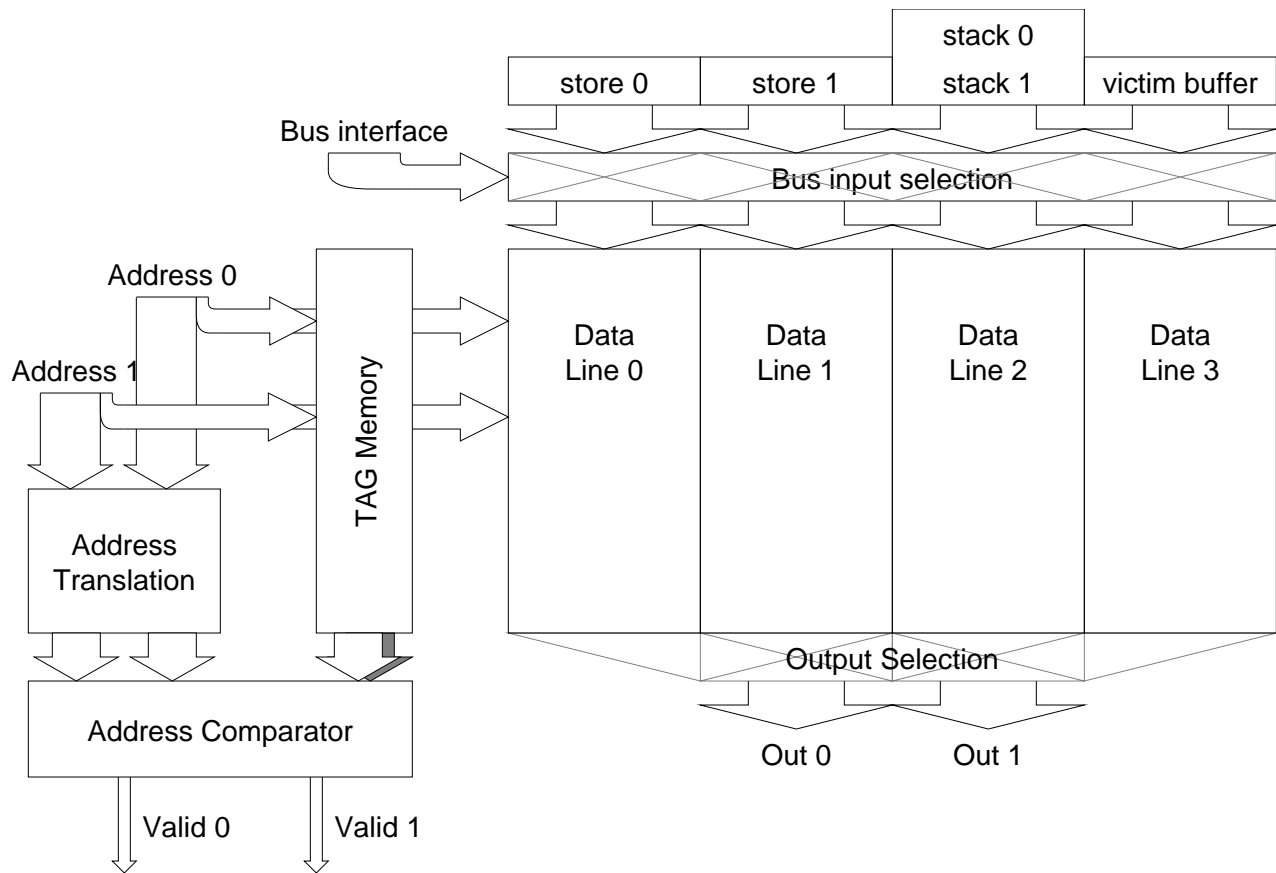 stack 0
store 0
store 1
stack 1
victim buffer
Bus interface
Bus input selection
Address 0
Address 1
TAG Memory
Data
Line 0
Data
Line 1
Data
Line 2
Data
Line 3
Address
Translation
Output Selection
Address Comparator
Out 0
Out 1
Valid 0
Valid 1